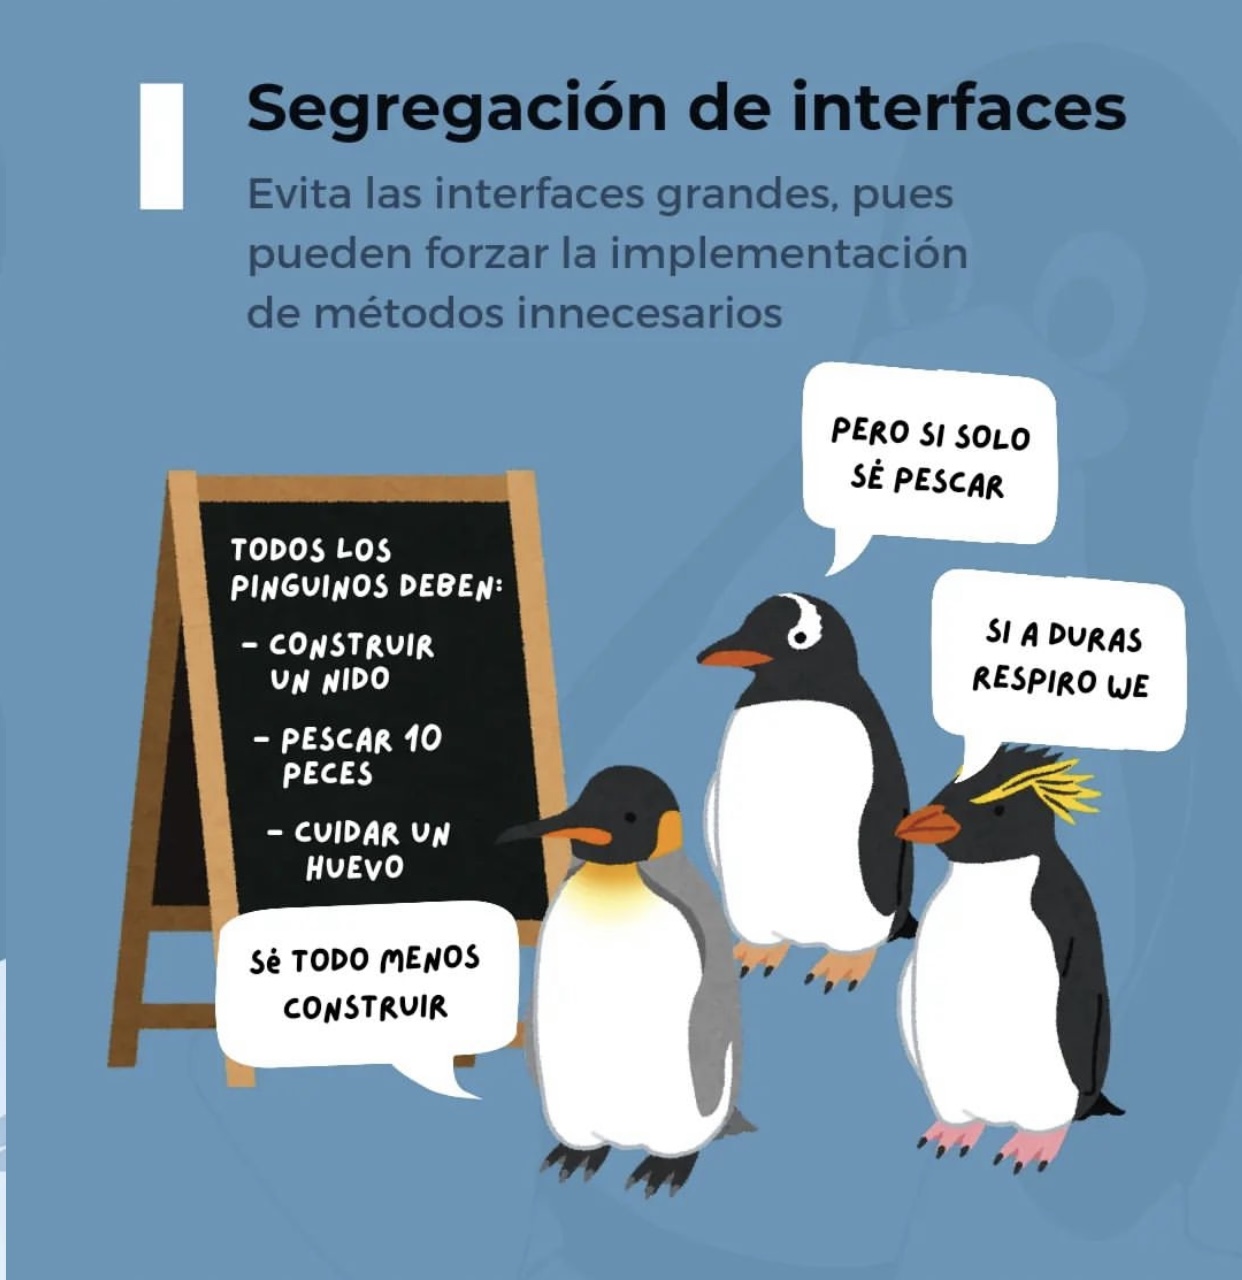 I
Segregación de interfaces
Evita las interfaces grandes, pues
pueden forzar la implementación
de métodos innecesarios
PERO SI SOLO
SÉ PESCAR
SI A DURAS
RESPIRO WE
TODOS LOS
PINGUINOS DEBEN:
- CONSTRUIR
UN NIDO
- PESCAR 10
PECES
- CUIDAR UN
HUEVO
Sé TODO MENOS
CONSTRUIR